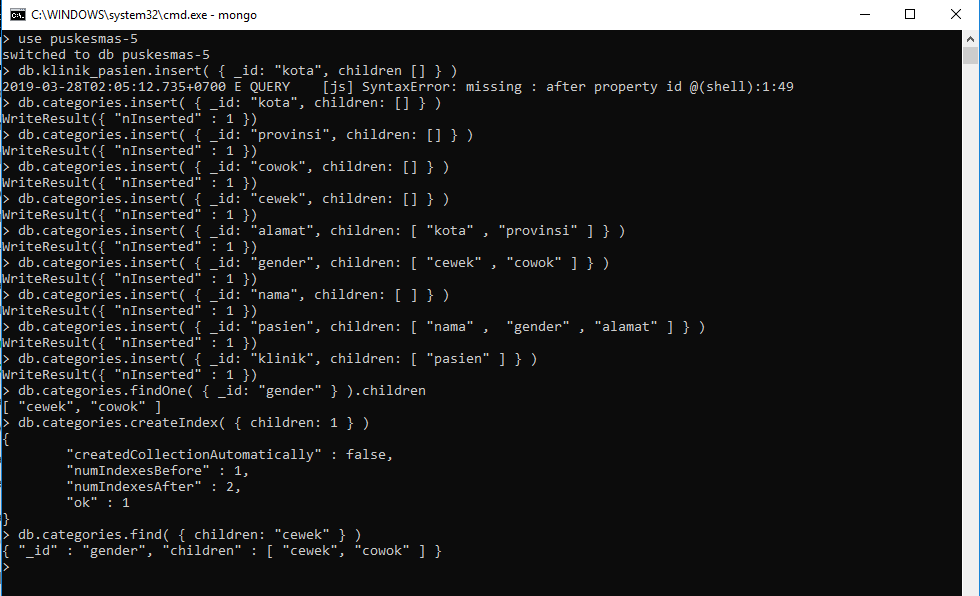 C:\WINDOWS\system32\cmd.exe - mongo
> use puskesmas-5
switched to db puskesmas-5
> db.klinik_pasien.insert( { _id: "kota", children [] } )
2019-03-28T02:05:12.735+0700 E QUERY    [js] SyntaxError: missing : after property id @(shell):1:49
> db.categories.insert( { _id: "kota", children: [] } )
WriteResult({ "nInserted" : 1 })
> db.categories.insert( { _id: "provinsi", children: [] } )
WriteResult({ "nInserted" : 1 })
> db.categories.insert( { _id: "cowok", children: [] } )
WriteResult({ "nInserted" : 1 })
> db.categories.insert( { _id: "cewek", children: [] } )
WriteResult({ "nInserted" : 1 })
> db.categories.insert( { _id: "alamat", children: [ "kota" , "provinsi" ] } )
WriteResult({ "nInserted" : 1 })
> db.categories.insert( { _id: "gender", children: [ "cewek" , "cowok" ] } )
WriteResult({ "nInserted" : 1 })
> db.categories.insert( { _id: "nama", children: [ ] } )
WriteResult({ "nInserted" : 1 })
> db.categories.insert( { _id: "pasien", children: [ "nama" ,  "gender" , "alamat" ] } )
WriteResult({ "nInserted" : 1 })
> db.categories.insert( { _id: "klinik", children: [ "pasien" ] } )
WriteResult({ "nInserted" : 1 })
> db.categories.findOne( { _id: "gender" } ).children
[ "cewek", "cowok" ]
> db.categories.createIndex( { children: 1 } )
{
        "createdCollectionAutomatically" : false,
        "numIndexesBefore" : 1,
        "numIndexesAfter" : 2,
        "ok" : 1
}
> db.categories.find( { children: "cewek" } )
{ "_id" : "gender", "children" : [ "cewek", "cowok" ] }
>